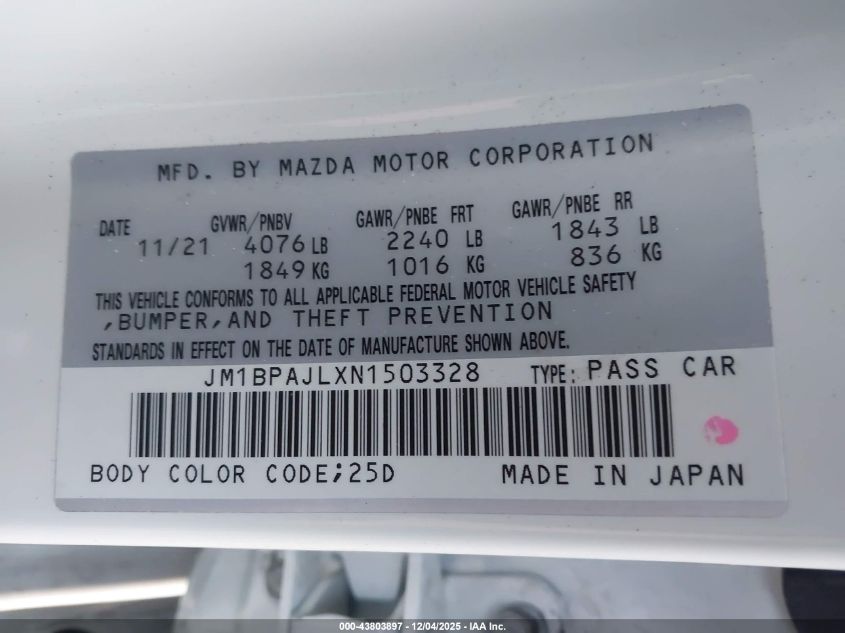 MFD. BY MAZDA MOTOR CORPORATION
DATE GVWR/PNBV GAWR/PNBE FRT GAWR/PNBE RR
11/21 4076 LB 2240 LB 1843 LB
1849 KG 1016 KG 836 KG
THIS VEHICLE CONFORMS TO ALL APPLICABLE FEDERAL MOTOR VEHICLE SAFETY
,BUMPER,AND THEFT PREVENTION
STANDARDS IN EFFECT ON THE DATE OF MANUFACTURE SHOWN ABOVE.
JM1BPAJLXN1503328 TYPE: PASS CAR
BODY COLOR CODE;25D MADE IN JAPAN
000-43803897 - 12/04/2025 - IAA Inc.